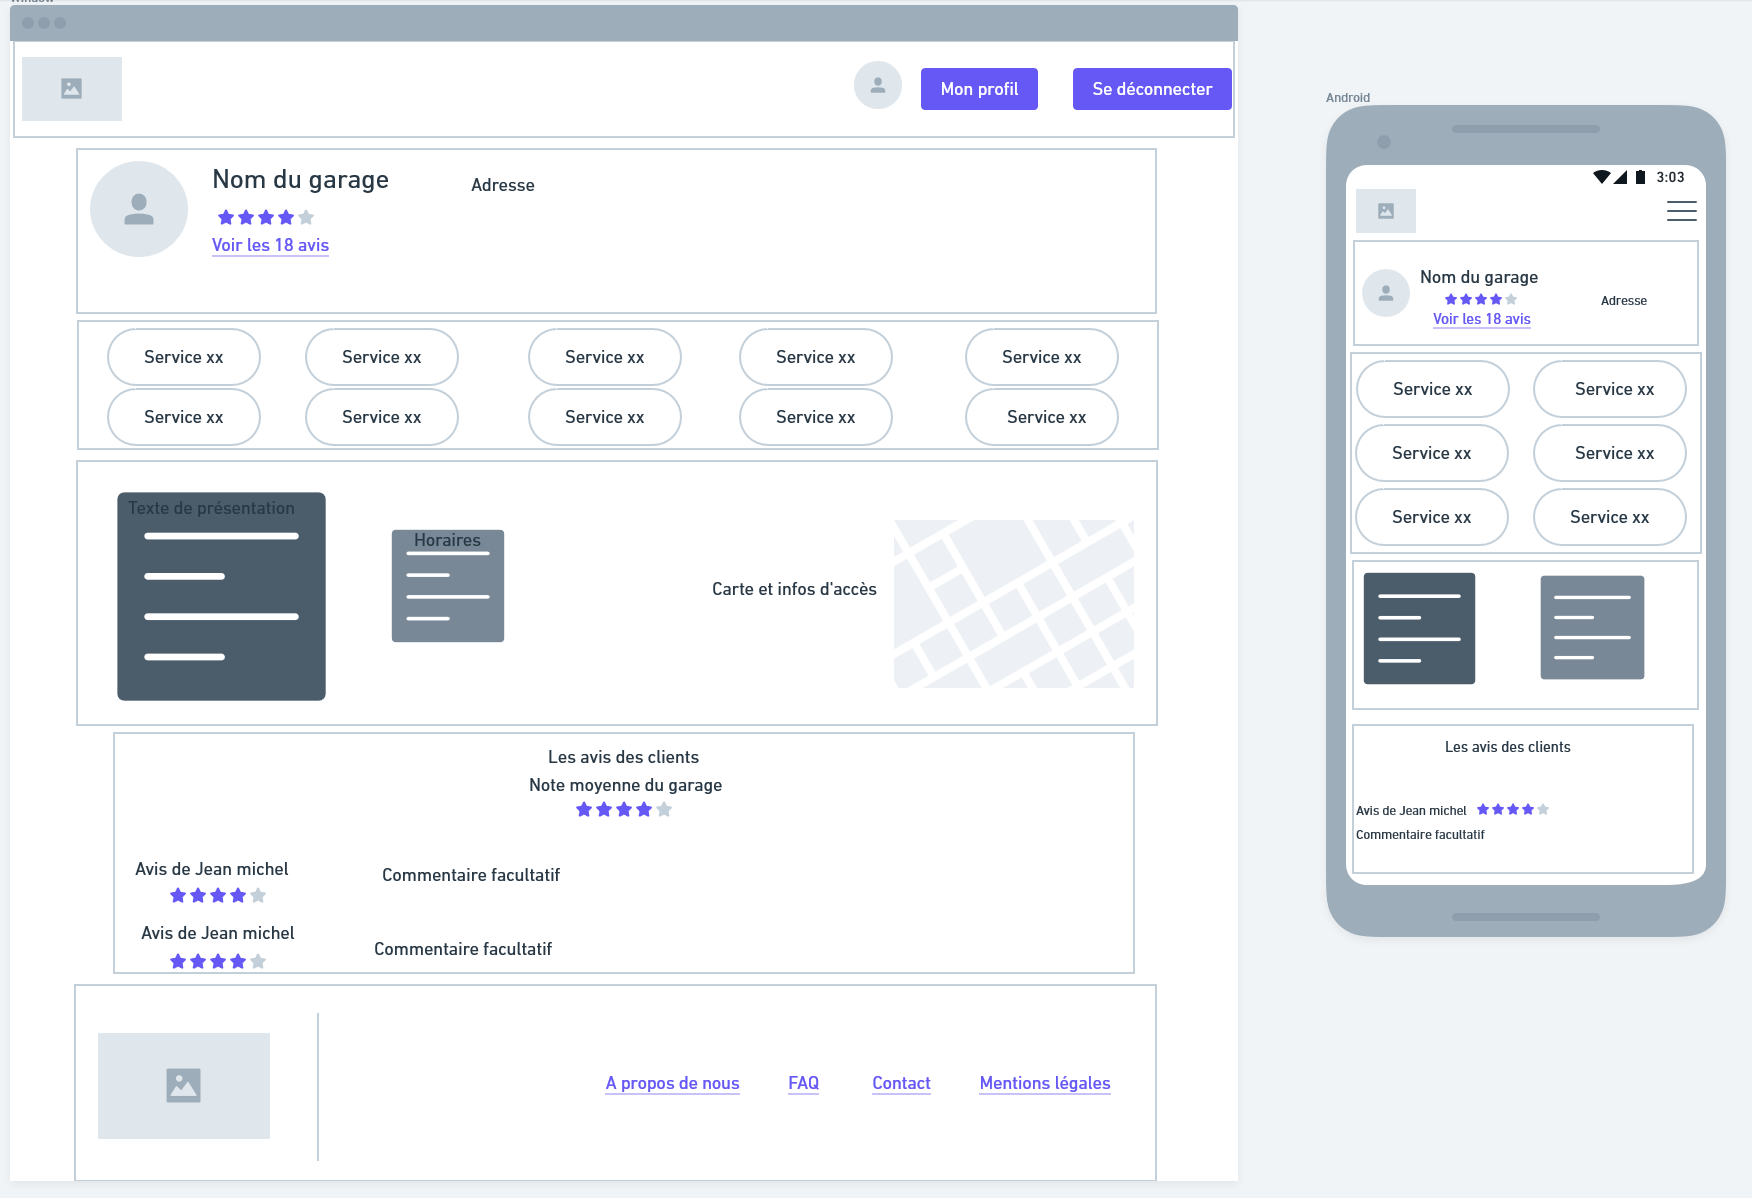 Mon profil
Se déconnecter
Nom du garage
Adresse
Voir les 18 avis
Service xx
Service xx
Service xx
Service xx
Service xx
Service xx
Service xx
Service xx
Service xx
Service xx
Texte de présentation
Horaires
Carte et infos d'accès
Les avis des clients
Note moyenne du garage
Avis de Jean michel
Commentaire facultatif
Avis de Jean michel
Commentaire facultatif
A propos de nous
FAQ
Contact
Mentions légales
Android
3:03
Nom du garage
Adresse
Voir les 18 avis
Service xx
Service xx
Service xx
Service xx
Service xx
Service xx
Les avis des clients
Avis de Jean michel
Commentaire facultatif